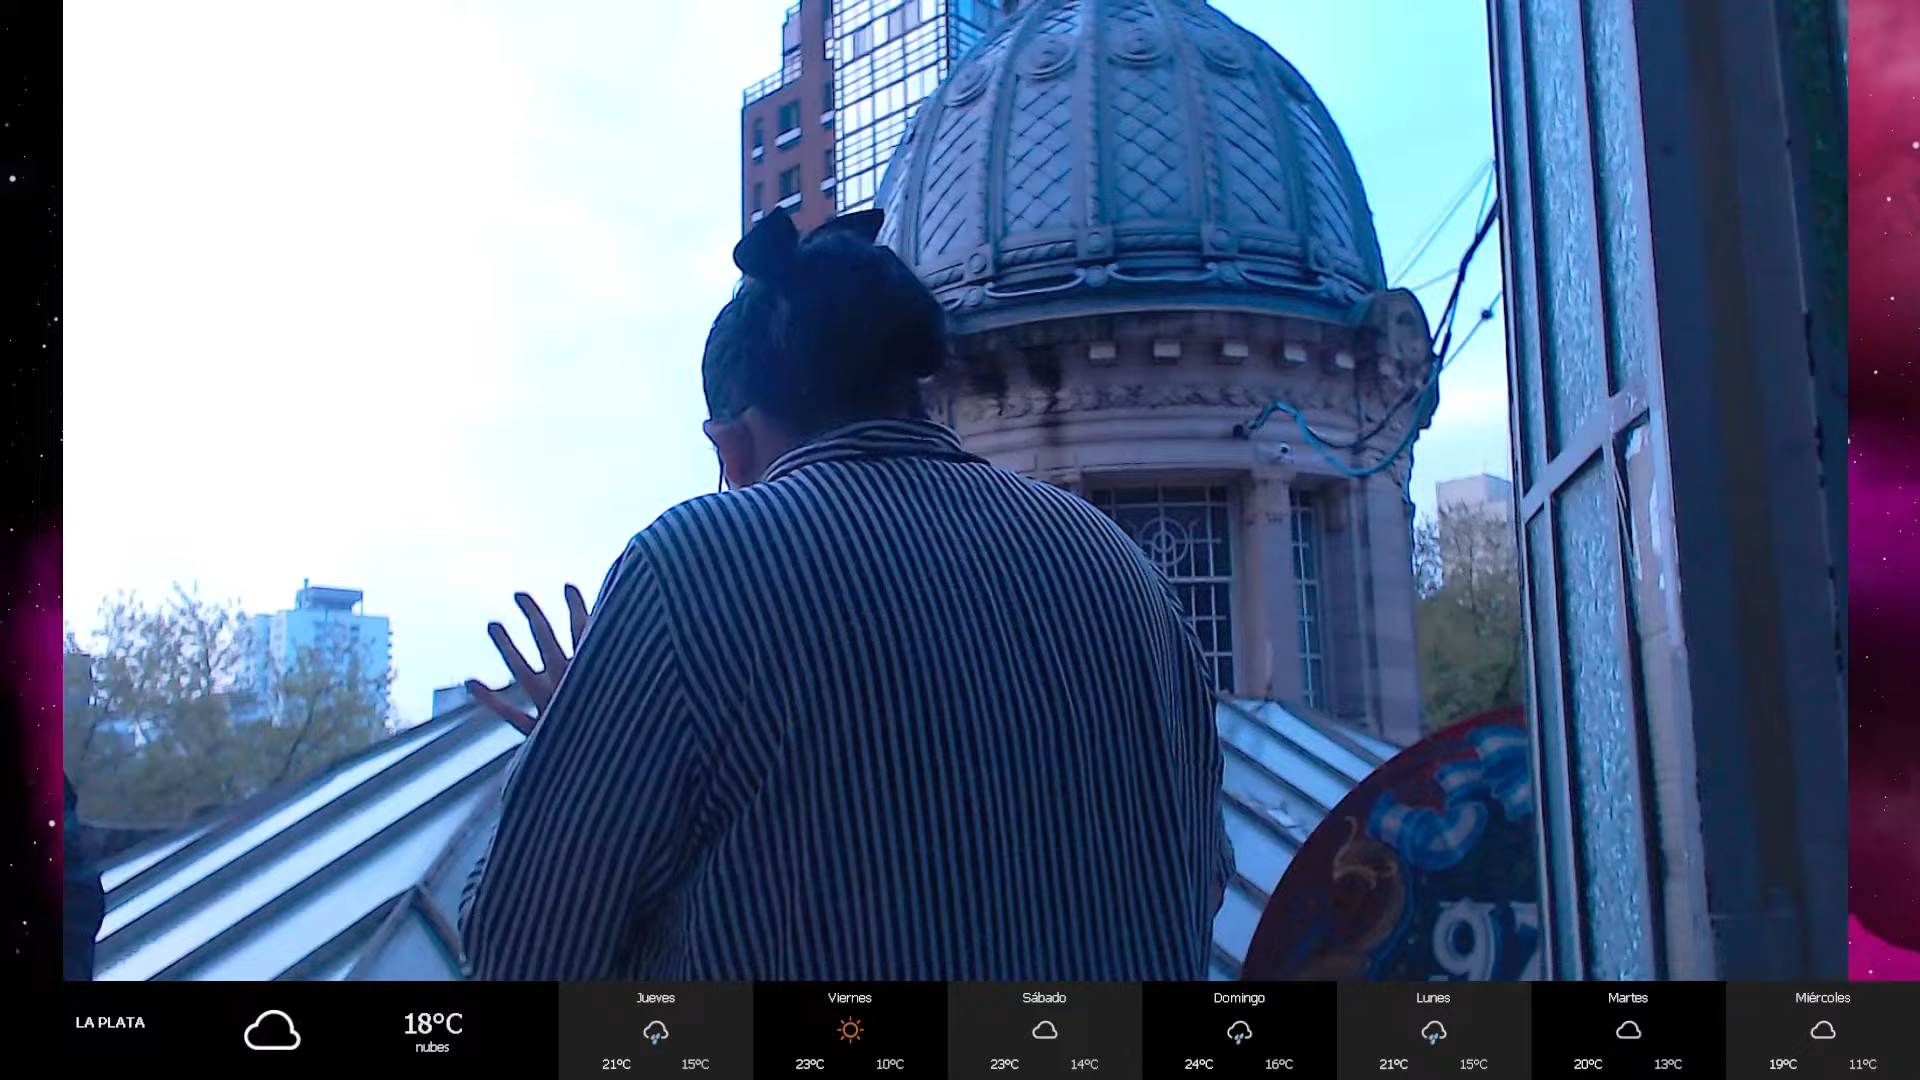 97
LA PLATA
18°C
nubes
Jueves
21°C 15°C
Viernes
23°C 10°C
Sábado
23°C 14°C
Domingo
24°C 16°C
Lunes
21°C 15°C
Martes
20°C 13°C
Miércoles
19°C 11°C